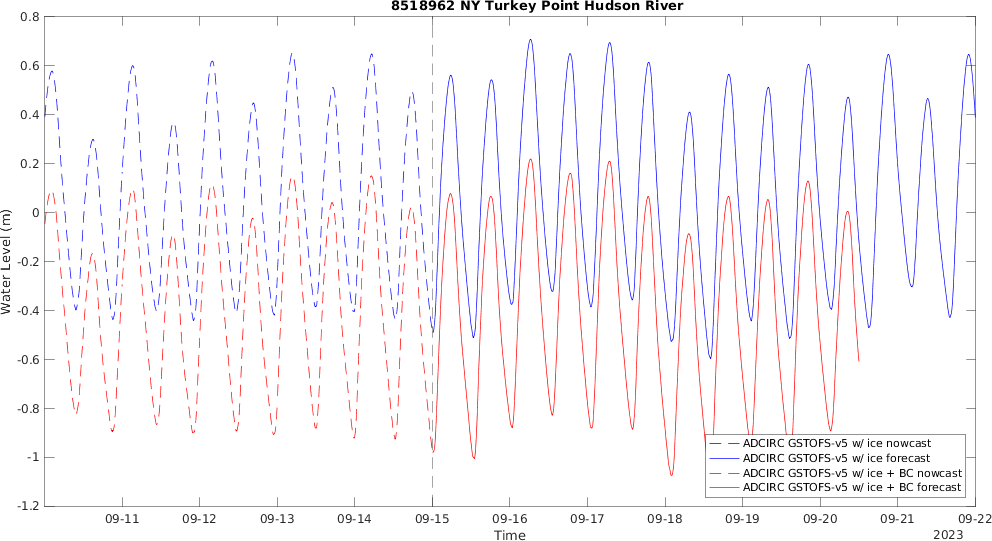 8518962 NY Turkey Point Hudson River
0.8
0.6
0.4
0.2
0
-0.2
-0.4
-0.6
-0.8
-1
-1.2
Water Level (m)
09-11 09-12 09-13 09-14 09-15 09-16 09-17 09-18 09-19 09-20 09-21 09-22
Time
2023
ADCIRC GSTOFS-v5 w/ ice nowcast
ADCIRC GSTOFS-v5 w/ ice forecast
ADCIRC GSTOFS-v5 w/ ice + BC nowcast
ADCIRC GSTOFS-v5 w/ ice + BC forecast